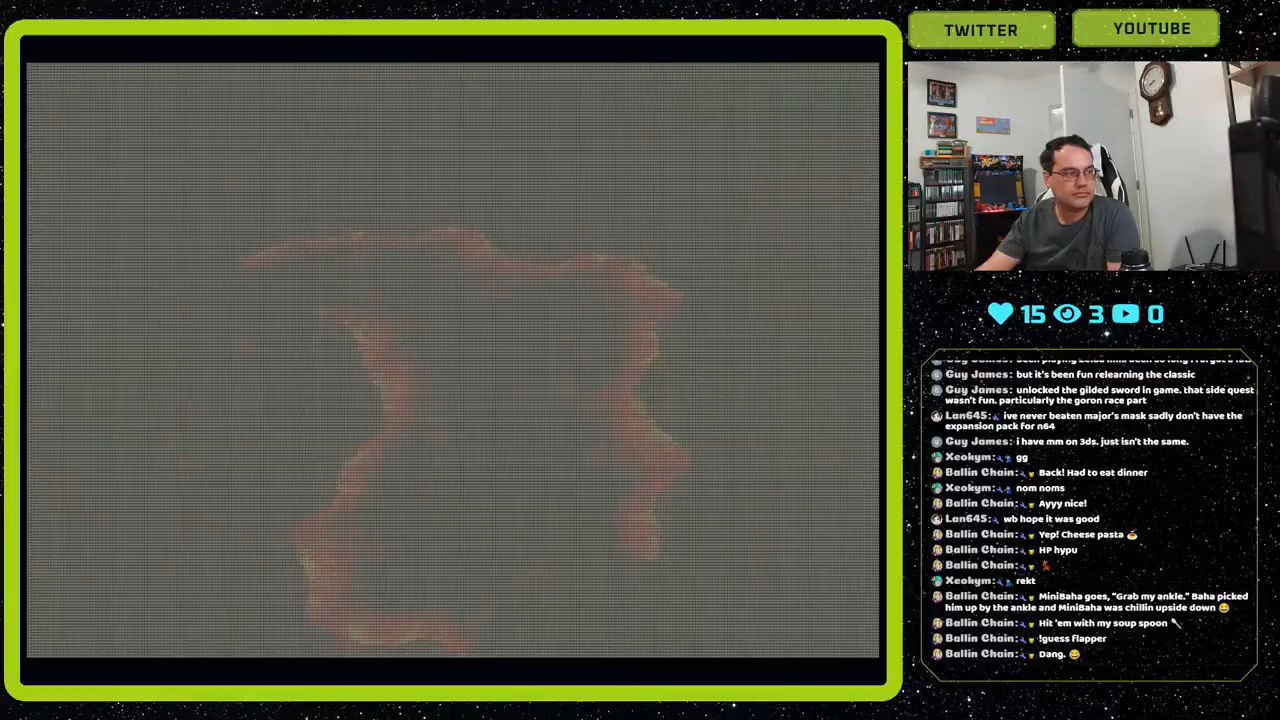 TWITTER
YOUTUBE
15 3 0
Guy James: been playing
Guy James: but it's been fun relearning the classic
Guy James: unlocked the gilded sword in game. that side quest
wasn't fun. particularly the goron race part
Lan645: ive never beaten major's mask sadly don't have the
expansion pack for n64
Guy James: i have mm on 3ds. just isn't the same.
Xeokym: gg
Ballin Chain: Back! Had to eat dinner
Xeokym: nom noms
Ballin Chain: Ayyy nice!
Lan645: wb hope it was good
Ballin Chain: Yep! Cheese pasta 🍝
Ballin Chain: HP hypu
Ballin Chain: 💃
Xeokym: rekt
Ballin Chain: MiniBaha goes, "Grab my ankle." Baha picked
him up by the ankle and MiniBaha was chillin upside down 😂
Ballin Chain: Hit 'em with my soup spoon 🥄
Ballin Chain: !guess flapper
Ballin Chain: Dang. 😂